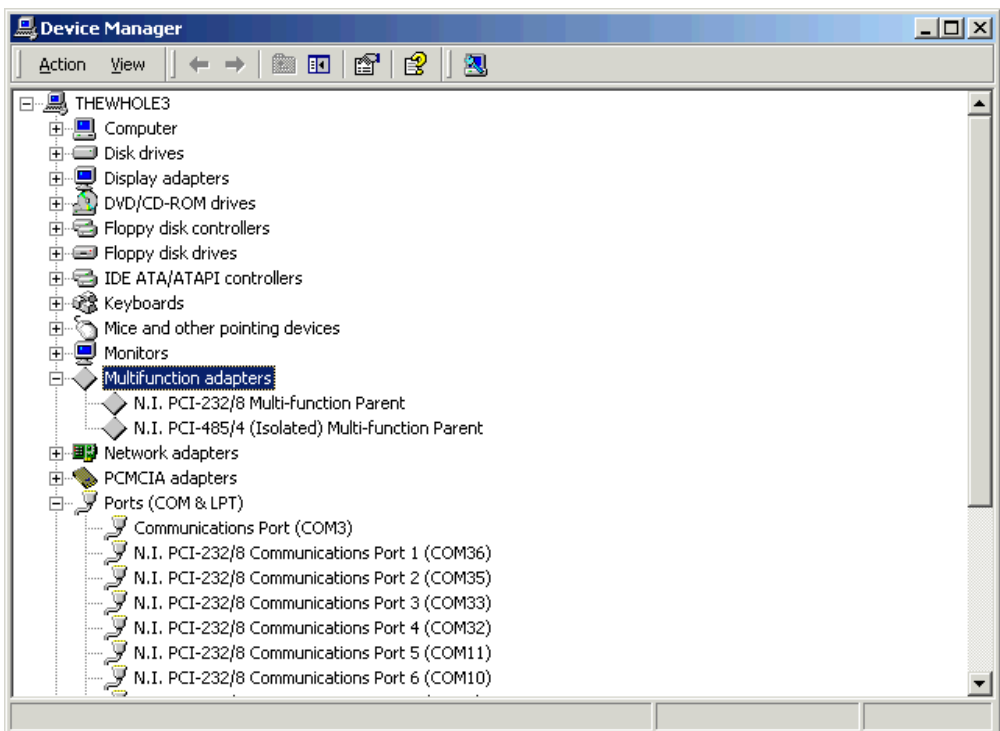 Device Manager
Action View
THEWHOLE3
Computer
Disk drives
Display adapters
DVD/CD-ROM drives
Floppy disk controllers
Floppy disk drives
IDE ATA/ATAPI controllers
Keyboards
Mice and other pointing devices
Monitors
Multifunction adapters
N.I. PCI-232/8 Multi-function Parent
N.I. PCI-485/4 (Isolated) Multi-function Parent
Network adapters
PCMCIA adapters
Ports (COM & LPT)
Communications Port (COM3)
N.I. PCI-232/8 Communications Port 1 (COM36)
N.I. PCI-232/8 Communications Port 2 (COM35)
N.I. PCI-232/8 Communications Port 3 (COM33)
N.I. PCI-232/8 Communications Port 4 (COM32)
N.I. PCI-232/8 Communications Port 5 (COM11)
N.I. PCI-232/8 Communications Port 6 (COM10)